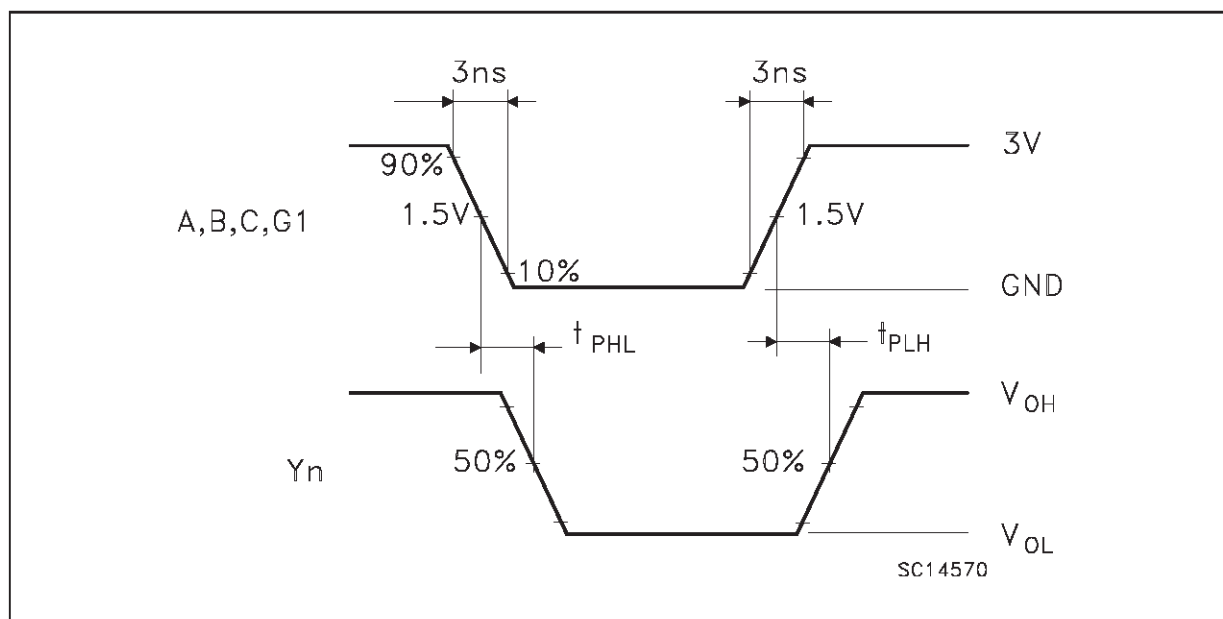 3ns 3ns
3V
90%
1.5V 1.5V
A,B,C,G1
10%
GND
tPHL tPLH
VOH
50% 50%
Yn
VOL
SC14570